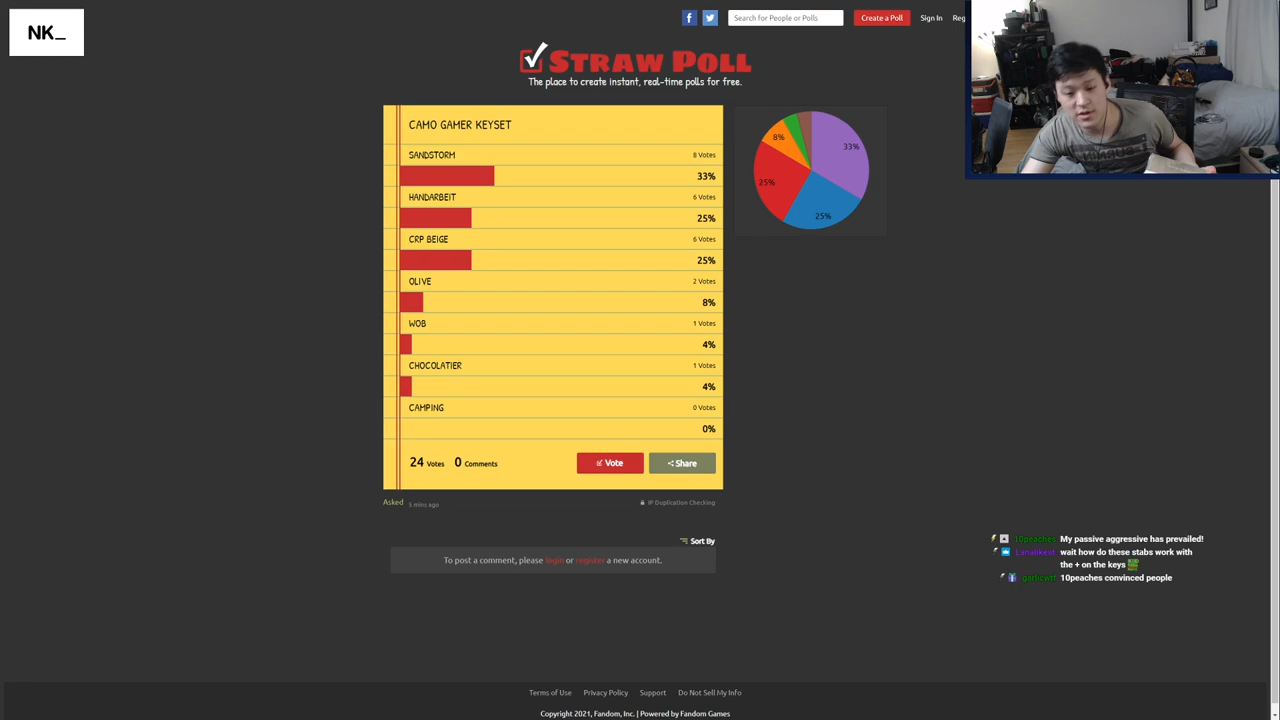 NK_
Search for People or Polls
Create a Poll
Sign In
Reg
STRAW POLL
The place to create instant, real-time polls for free.
CAMO GAMER KEYSET
SANDSTORM 8 Votes
33%
HANDARBEIT 6 Votes
25%
CRP BEIGE 6 Votes
25%
OLIVE 2 Votes
8%
WOB 1 Votes
4%
CHOCOLATIER 1 Votes
4%
CAMPING 0 Votes
0%
24 Votes 0 Comments Vote Share
Asked 5 mins ago IP Duplication Checking
33%
25%
25%
8%
Sort By
To post a comment, please login or register a new account.
10peaches My passive aggressive has prevailed!
wait how do these stabs work with
the + on the keys
garlicwtf 10peaches convinced people
Terms of Use Privacy Policy Support Do Not Sell My Info
Copyright 2021, Fandom, Inc. | Powered by Fandom Games